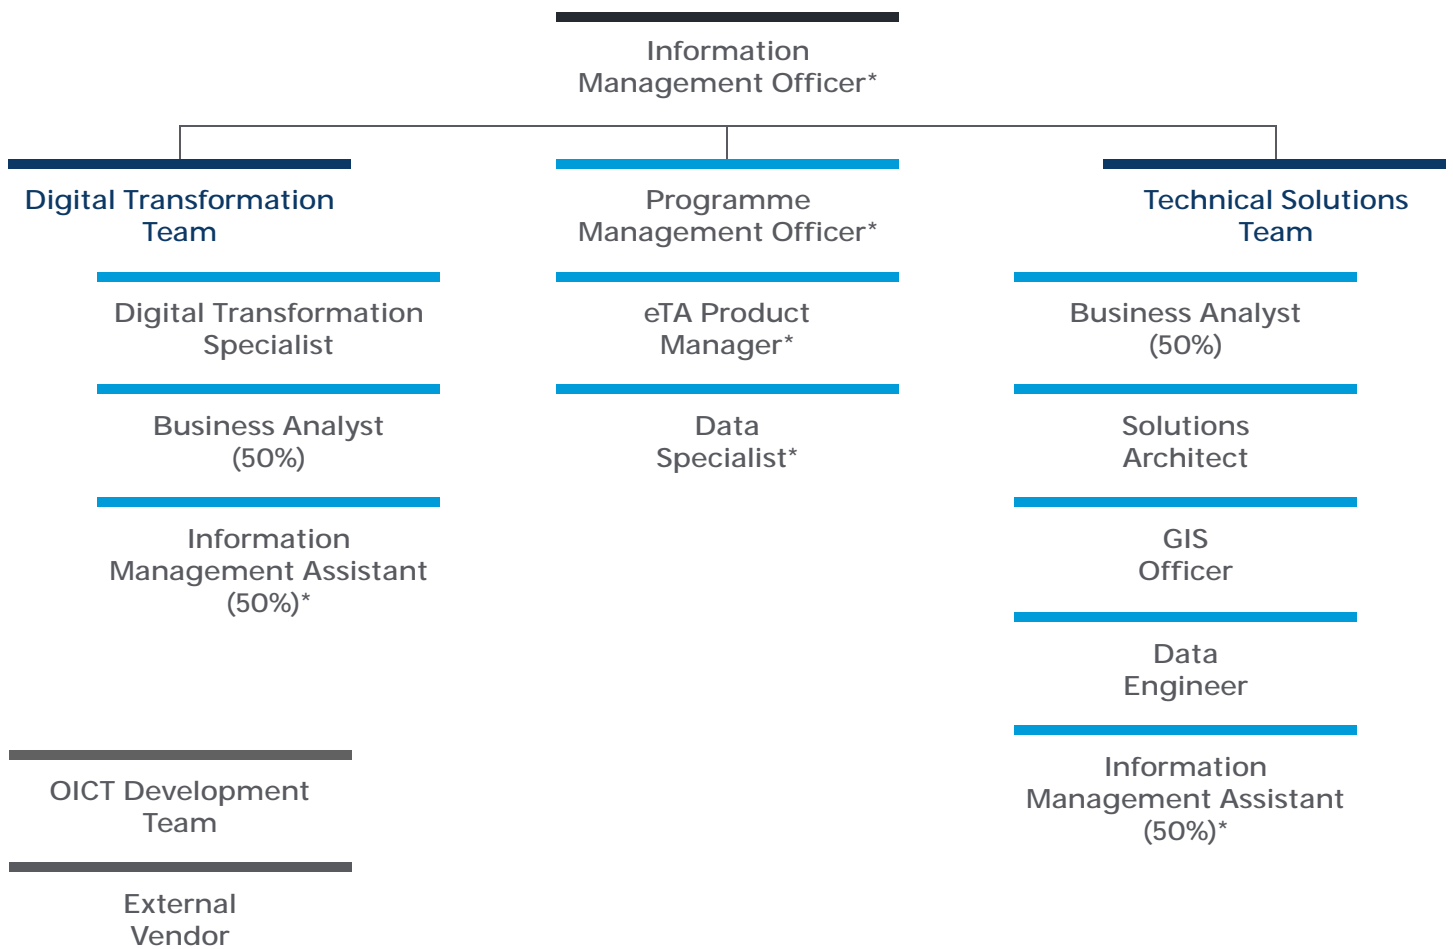 Information
Management Officer*
Digital Transformation
Team
Digital Transformation
Specialist
Business Analyst
(50%)
Information
Management Assistant
(50%)*
Programme
Management Officer*
eTA Product
Manager*
Data
Specialist*
Technical Solutions
Team
Business Analyst
(50%)
Solutions
Architect
GIS
Officer
Data
Engineer
Information
Management Assistant
(50%)*
OICT Development
Team
External
Vendor